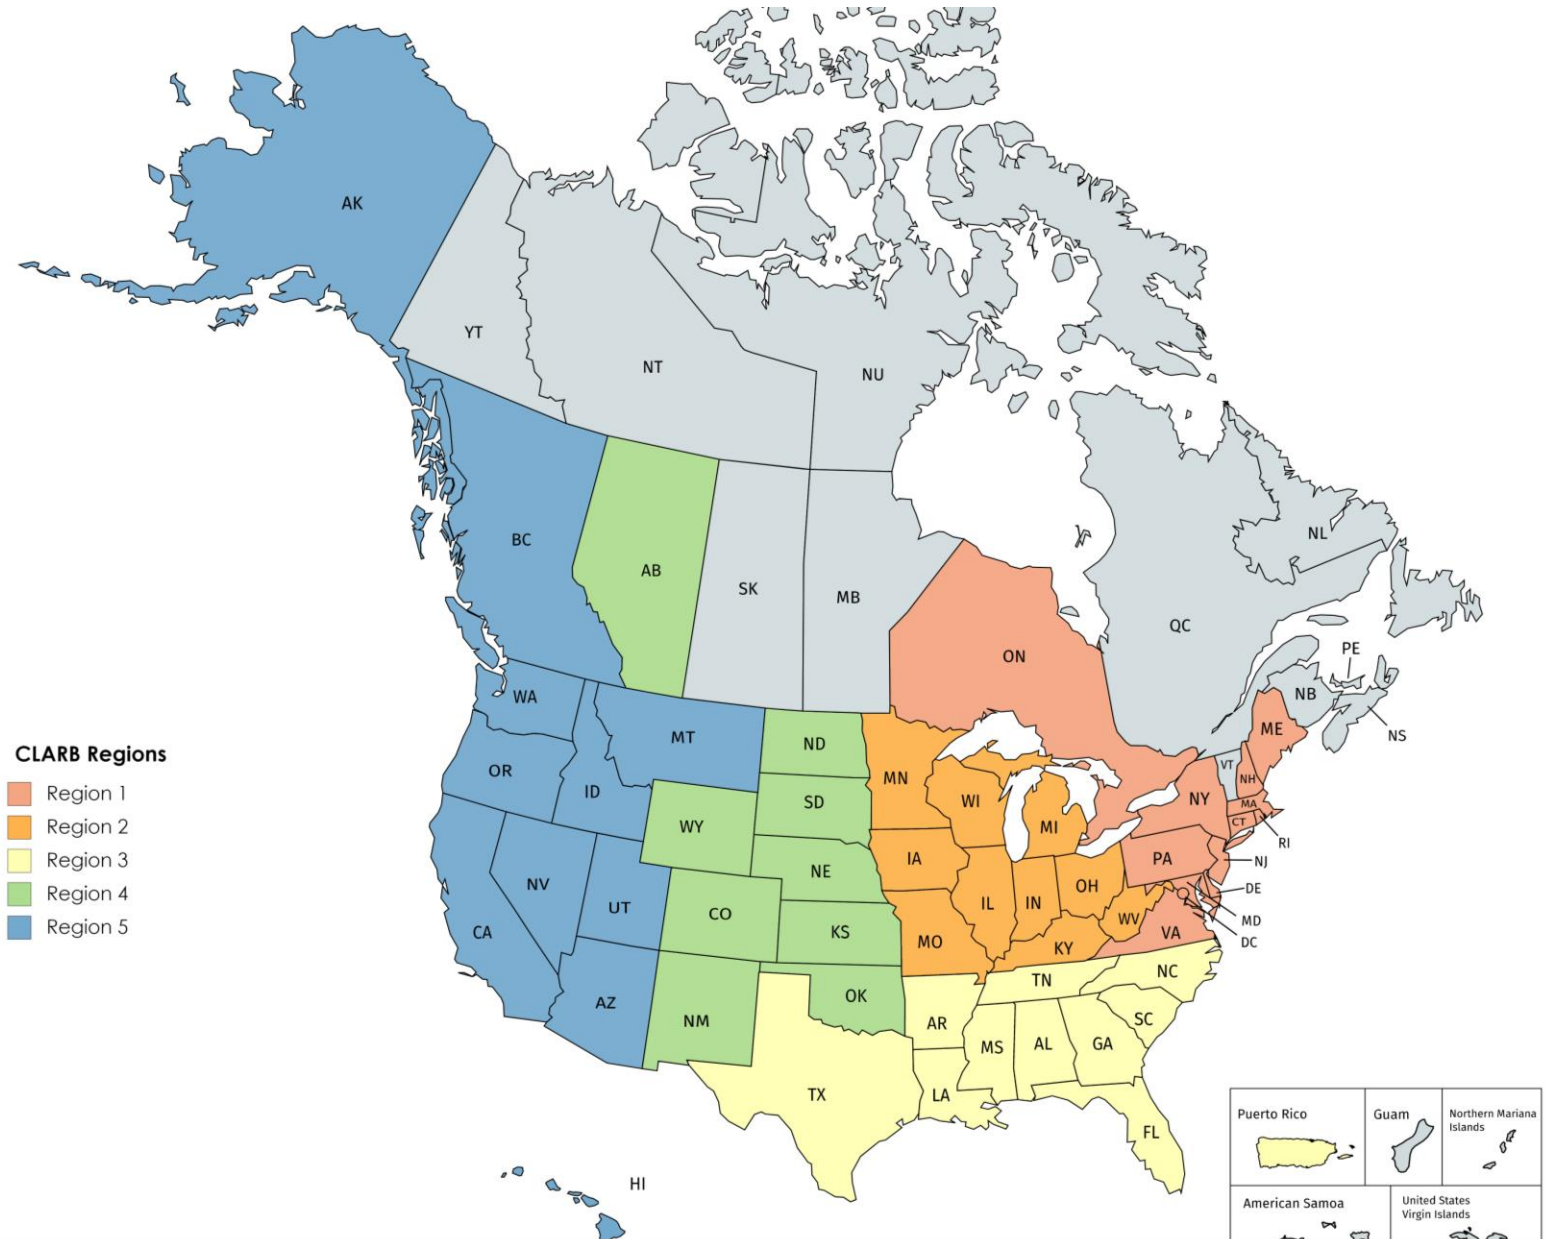 AK
YT
NT
NU
BC
AB
SK
MB
ON
QC
NL
PE
NB
NS
WA
MT
ND
MN
ME
VT
NH
OR
ID
SD
WI
MI
NY
MA
CT
RI
CLARB Regions
Region 1
Region 2
Region 3
Region 4
Region 5
WY
NE
IA
PA
NJ
NV
UT
CO
KS
IL
IN
OH
WV
DE
MD
DC
CA
MO
KY
VA
AZ
NM
OK
AR
TN
NC
SC
MS
AL
GA
TX
LA
FL
HI
Puerto Rico
Guam
Northern Mariana
Islands
American Samoa
United States
Virgin Islands